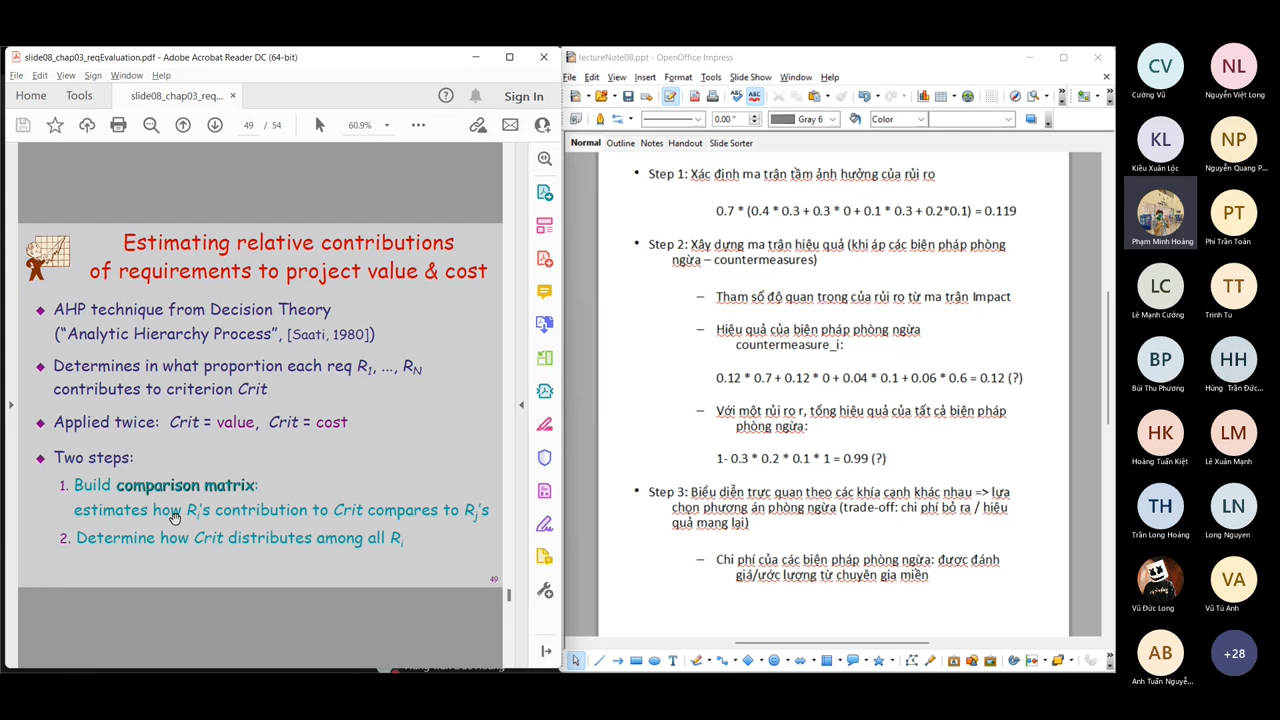 slide08_chap03_reqEvaluation.pdf - Adobe Acrobat Reader DC (64-bit)
File Edit View Sign Window Help
Home Tools slide08_chap03_req... × Sign In
49 / 54 60.9%
Estimating relative contributions
of requirements to project value & cost
AHP technique from Decision Theory
("Analytic Hierarchy Process", [Saati, 1980])
Determines in what proportion each req R1, ..., RN
contributes to criterion Crit
Applied twice: Crit = value, Crit = cost
Two steps:
1. Build comparison matrix:
estimates how Ri's contribution to Crit compares to Rj's
2. Determine how Crit distributes among all Ri
49
lectureNote08.ppt - OpenOffice Impress
File Edit View Insert Format Tools Slide Show Window Help
0.00 " Gray 6 Color
Normal Outline Notes Handout Slide Sorter
• Step 1: Xác định ma trận tầm ảnh hưởng của rủi ro
0.7 * (0.4 * 0.3 + 0.3 * 0 + 0.1 * 0.3 + 0.2*0.1) = 0.119
• Step 2: Xây dựng ma trận hiệu quả (khi áp các biện pháp phòng
ngừa – countermeasures)
– Tham số độ quan trong của rủi ro từ ma trận Impact
– Hiệu quả của biện pháp phòng ngừa
countermeasure_i:
0.12 * 0.7 + 0.12 * 0 + 0.04 * 0.1 + 0.06 * 0.6 = 0.12 (?)
– Với một rủi ro r, tổng hiệu quả của tất cả biện pháp
phòng ngừa:
1- 0.3 * 0.2 * 0.1 * 1 = 0.99 (?)
• Step 3: Biểu diễn trực quan theo các khía cạnh khác nhau => lựa
chọn phương án phòng ngừa (trade-off: chi phí bỏ ra / hiệu
quả mang lại)
– Chi phí của các biện pháp phòng ngừa: được đánh
giá/ước lượng từ chuyên gia miền
CV NL
Cường Vũ Nguyễn Việt Long
KL NP
Kiều Xuân Lộc Nguyễn Quang P...
PT
Phạm Minh Hoàng Phí Trần Toàn
LC TT
Lê Mạnh Cường Trinh Tu
BP HH
Bùi Thu Phương Hùng Trần Đức...
HK LM
Hoàng Tuấn Kiệt Lê Xuân Mạnh
TH LN
Trần Long Hoàng Long Nguyen
VA
Vũ Đức Long Vũ Tú Anh
AB +28
Anh Tuấn Nguyễ...